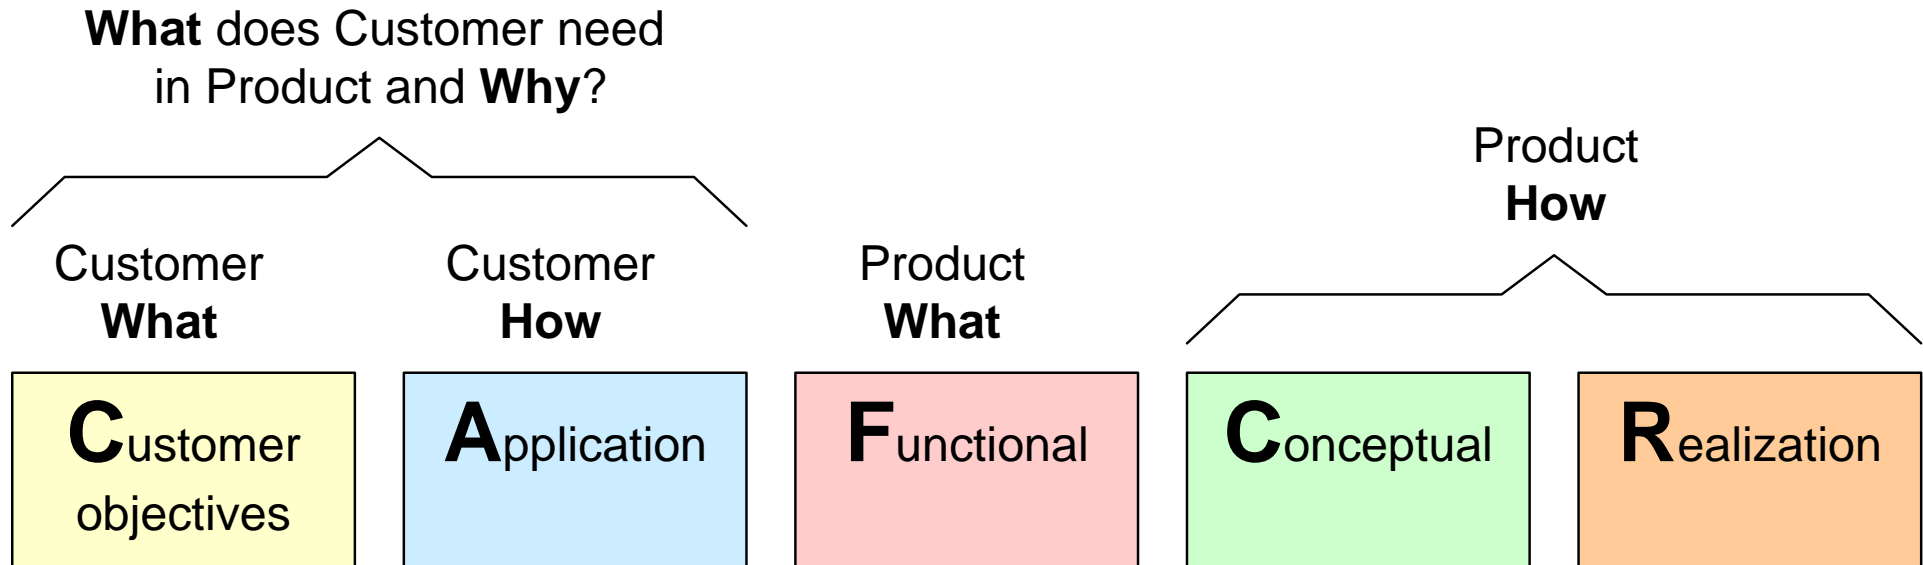 What does Customer need
in Product and Why?
Product
How
Customer
What
Customer
How
Product
What
Customer
objectives
Application
Functional
Conceptual
Realization